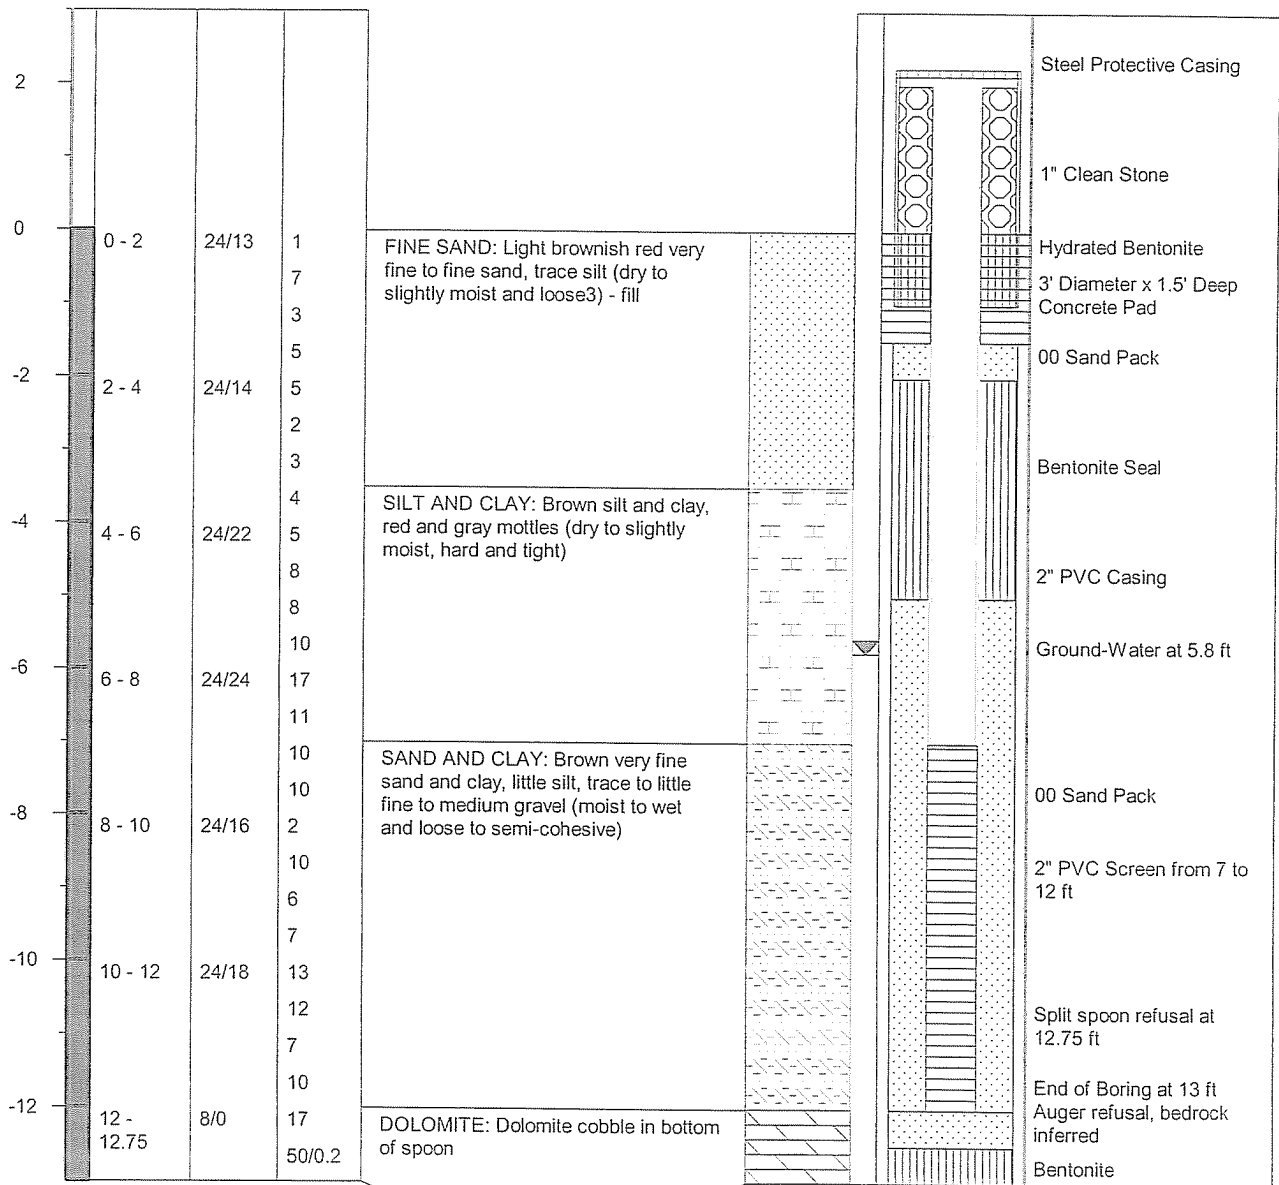 Steel Protective Casing
2
1" Clean Stone
0
0 - 2
24/13
1
FINE SAND: Light brownish red very
fine to fine sand, trace silt (dry to
slightly moist and loose3) - fill
Hydrated Bentonite
7
3' Diameter x 1.5' Deep
Concrete Pad
3
5
00 Sand Pack
-2
2 - 4
24/14
5
2
3
Bentonite Seal
4
SILT AND CLAY: Brown silt and clay,
red and gray mottles (dry to slightly
moist, hard and tight)
-4
4 - 6
24/22
5
8
2" PVC Casing
8
10
Ground-Water at 5.8 ft
-6
6 - 8
24/24
17
11
10
SAND AND CLAY: Brown very fine
sand and clay, little silt, trace to little
fine to medium gravel (moist to wet
and loose to semi-cohesive)
10
00 Sand Pack
-8
8 - 10
24/16
2
10
2" PVC Screen from 7 to
12 ft
6
7
-10
10 - 12
24/18
13
12
Split spoon refusal at
12.75 ft
7
10
End of Boring at 13 ft
Auger refusal, bedrock
inferred
-12
12 -
12.75
8/0
17
DOLOMITE: Dolomite cobble in bottom
of spoon
50/0.2
Bentonite